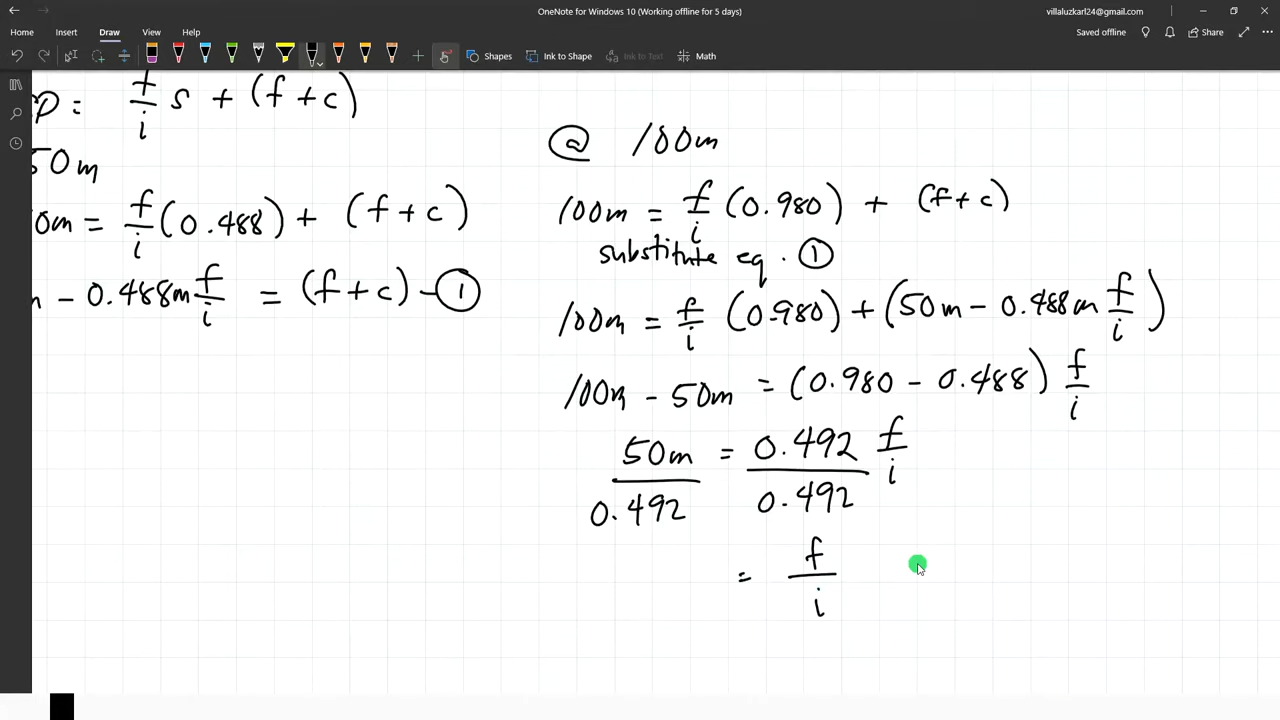 OneNote for Windows 10 (Working offline for 5 days)
villaluzkarl24@gmail.com
Home Insert Draw View Help
Saved offline Share
Shapes Ink to Shape Ink to Text Math
P = f/i s + (f+c)
50m
0m = f/i (0.488) + (f+c)
- 0.488m f/i = (f+c) - ①
@ 100m
100m = f/i (0.980) + (f+c)
substitute eq. ①
100m = f/i (0.980) + (50m - 0.488m f/i)
100m - 50m = (0.980 - 0.488) f/i
50m/0.492 = 0.492/0.492 f/i
= f/i